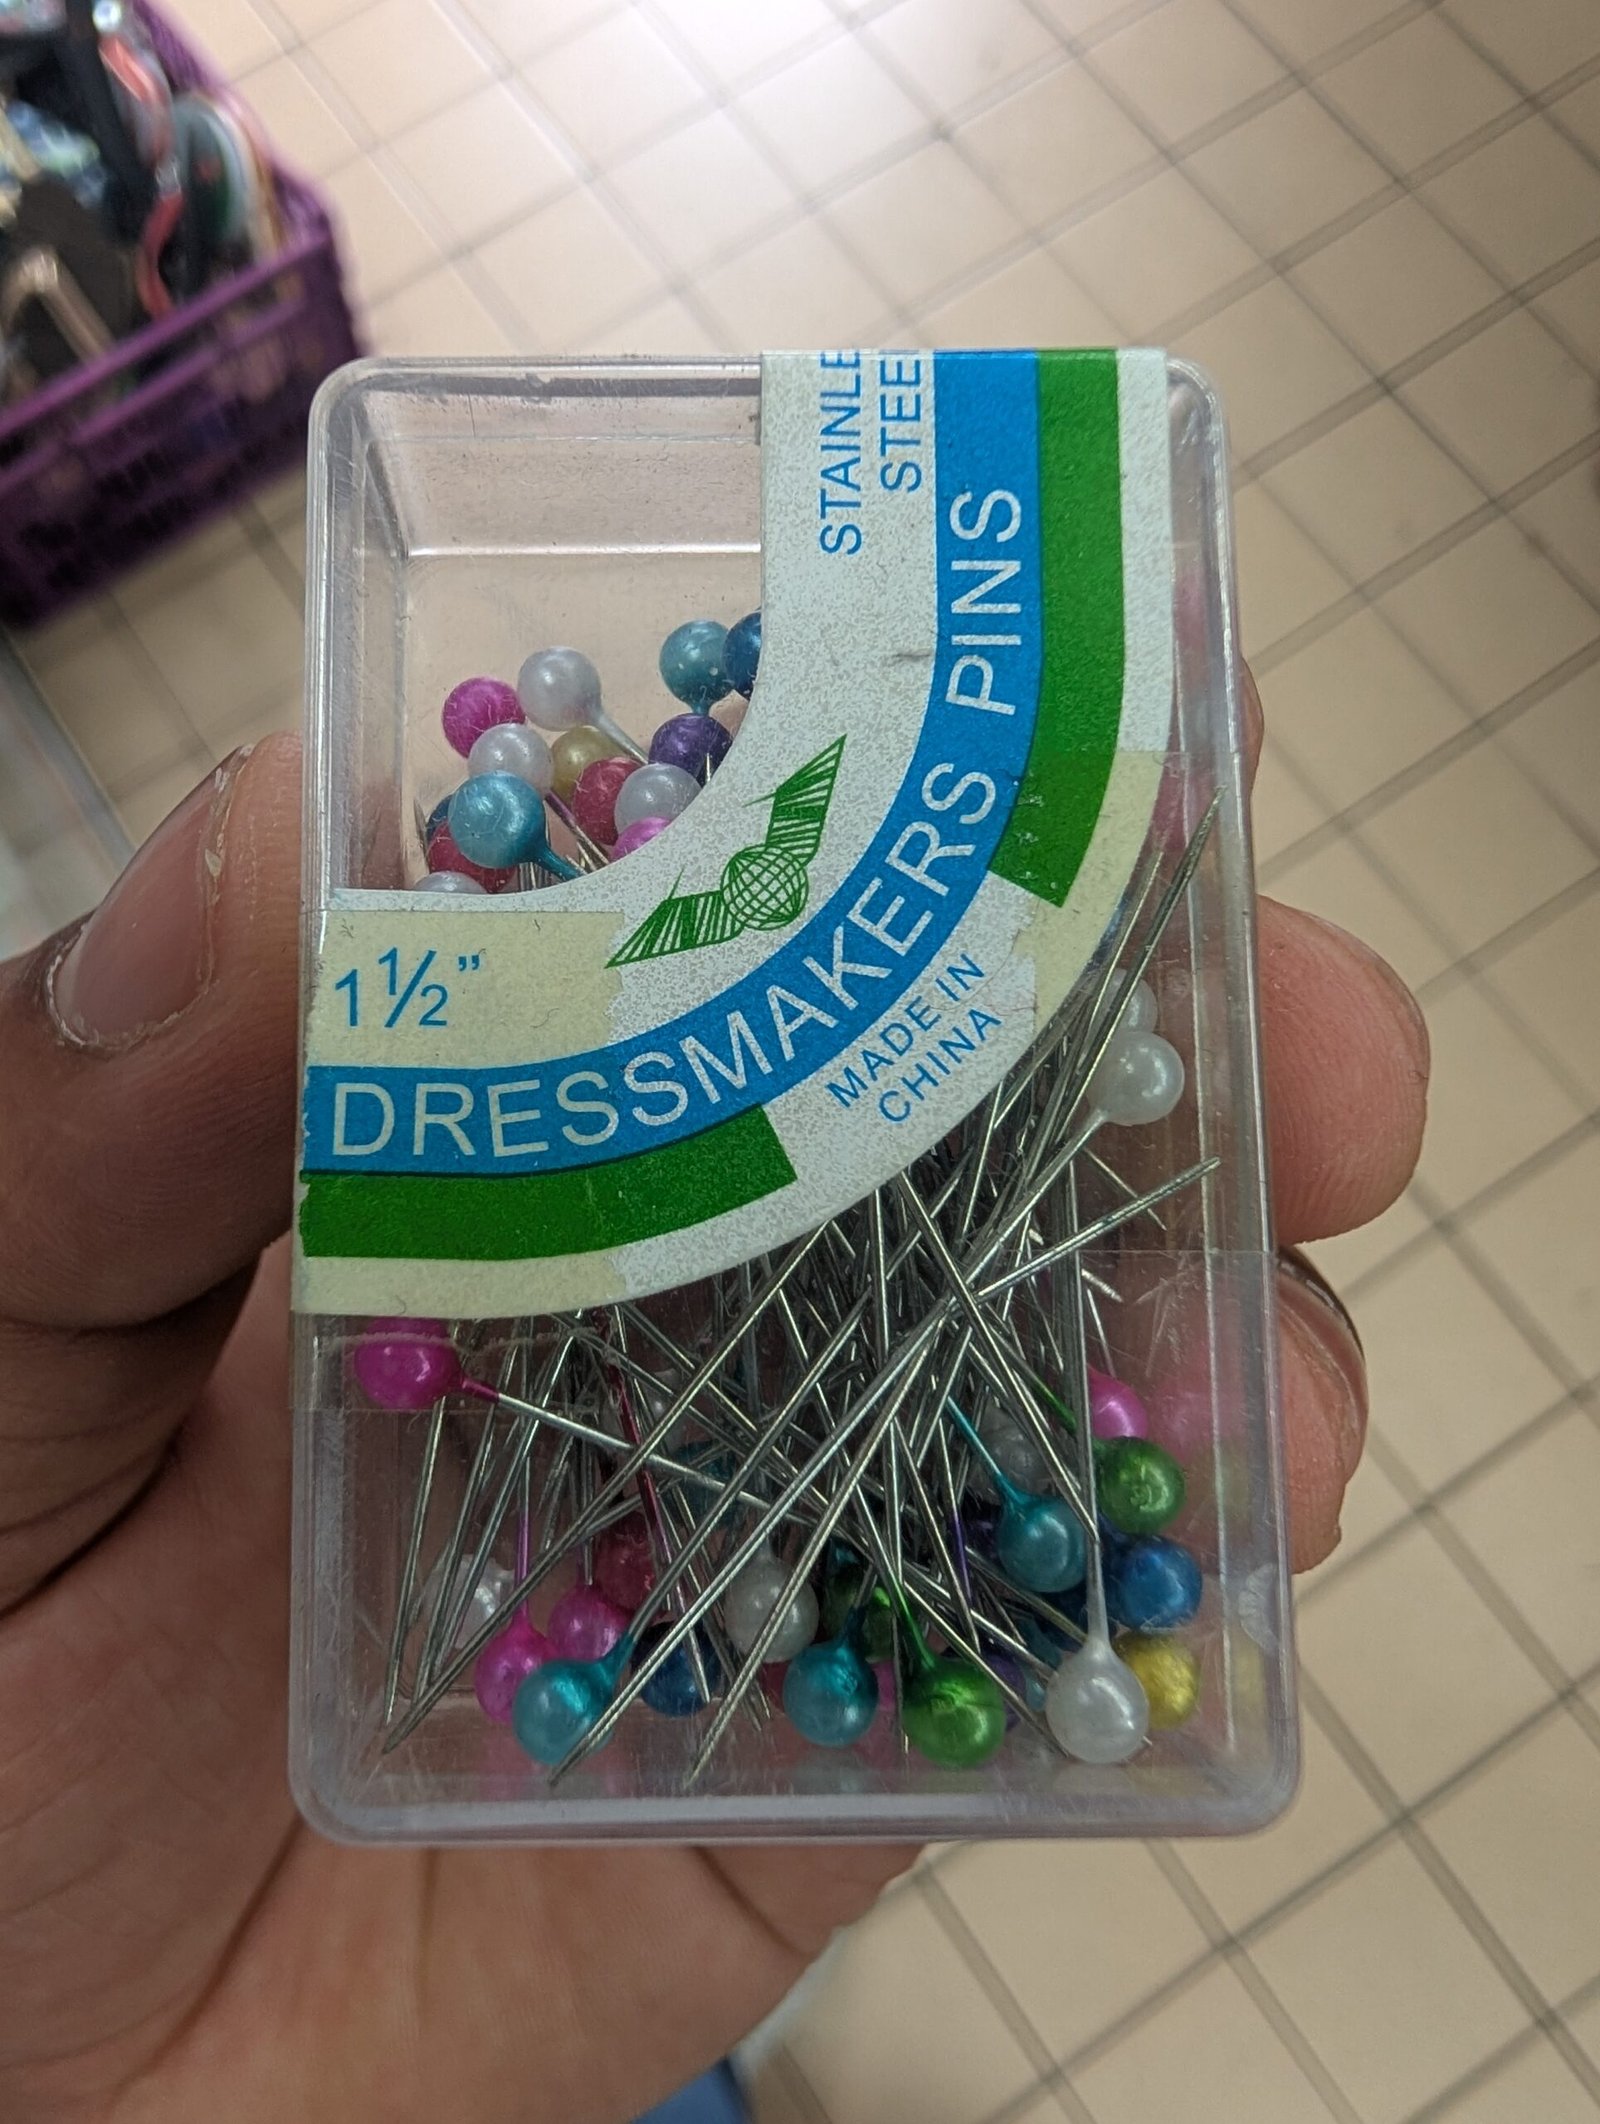 STAINLE
STEE
1½"
DRESSMAKERS PINS
MADE IN
CHINA